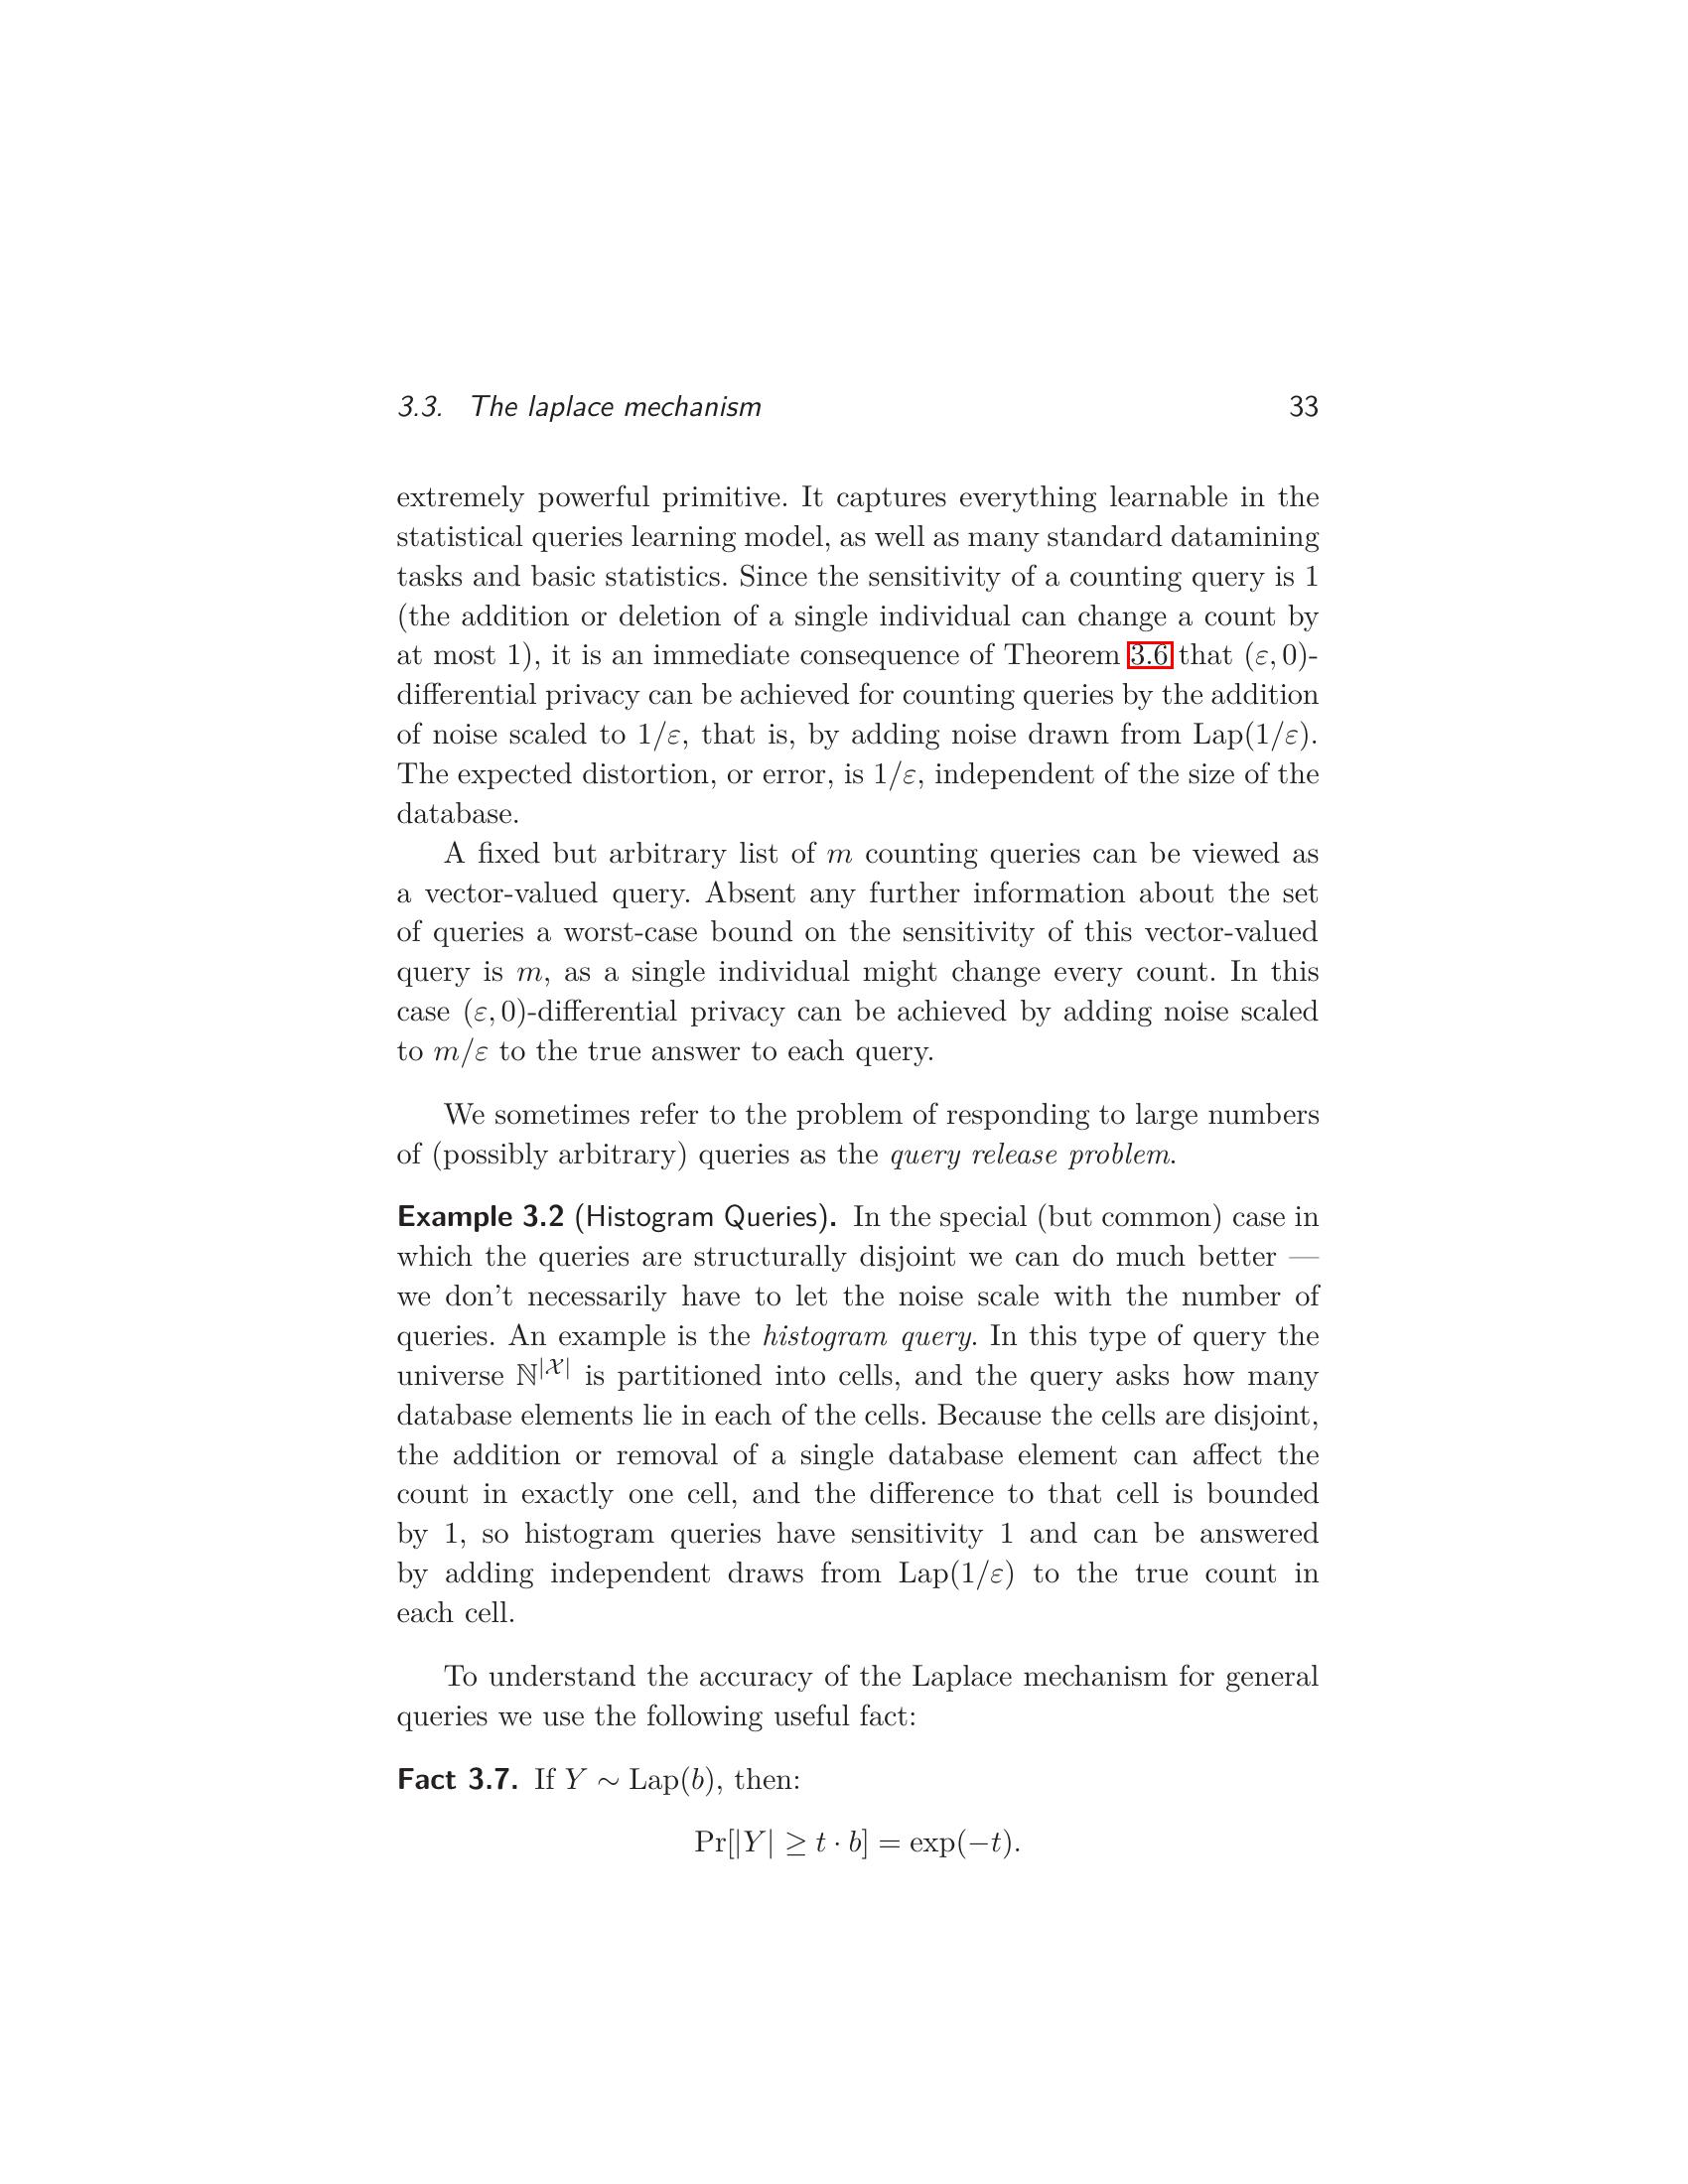 3.3. The laplace mechanism 33
extremely powerful primitive. It captures everything learnable in the
statistical queries learning model, as well as many standard datamining
tasks and basic statistics. Since the sensitivity of a counting query is 1
(the addition or deletion of a single individual can change a count by
at most 1), it is an immediate consequence of Theorem 3.6 that (ε, 0)-
differential privacy can be achieved for counting queries by the addition
of noise scaled to 1/ε, that is, by adding noise drawn from Lap(1/ε).
The expected distortion, or error, is 1/ε, independent of the size of the
database.
A fixed but arbitrary list of m counting queries can be viewed as
a vector-valued query. Absent any further information about the set
of queries a worst-case bound on the sensitivity of this vector-valued
query is m, as a single individual might change every count. In this
case (ε, 0)-differential privacy can be achieved by adding noise scaled
to m/ε to the true answer to each query.
We sometimes refer to the problem of responding to large numbers
of (possibly arbitrary) queries as the query release problem.
Example 3.2 (Histogram Queries). In the special (but common) case in
which the queries are structurally disjoint we can do much better —
we don't necessarily have to let the noise scale with the number of
queries. An example is the histogram query. In this type of query the
universe ℕ^|𝒳| is partitioned into cells, and the query asks how many
database elements lie in each of the cells. Because the cells are disjoint,
the addition or removal of a single database element can affect the
count in exactly one cell, and the difference to that cell is bounded
by 1, so histogram queries have sensitivity 1 and can be answered
by adding independent draws from Lap(1/ε) to the true count in
each cell.
To understand the accuracy of the Laplace mechanism for general
queries we use the following useful fact:
Fact 3.7. If Y ∼ Lap(b), then:
Pr[|Y| ≥ t · b] = exp(−t).